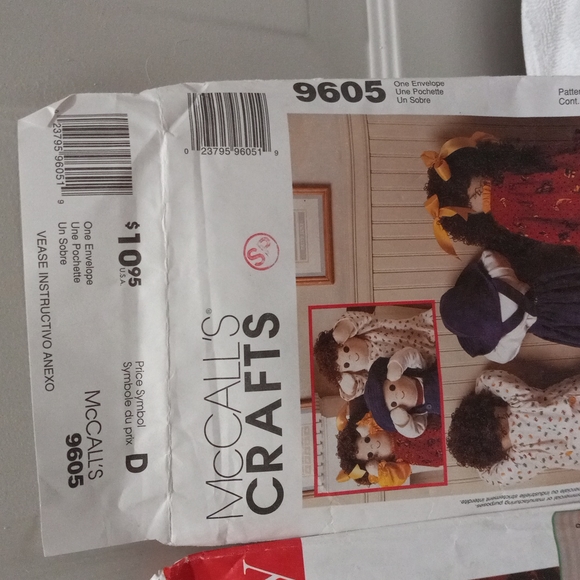 9605
One Envelope
Une Pochette
Un Sobre
0 23795 96051 9
MCCALL'S®
CRAFTS
23795 96051 9
$10.95
U.S.A.
One Envelope
Une Pochette
Un Sobre
VEASE INSTRUCTIVO ANEXO
Price Symbol
Symbole du prix
D
MCCALL'S
9605